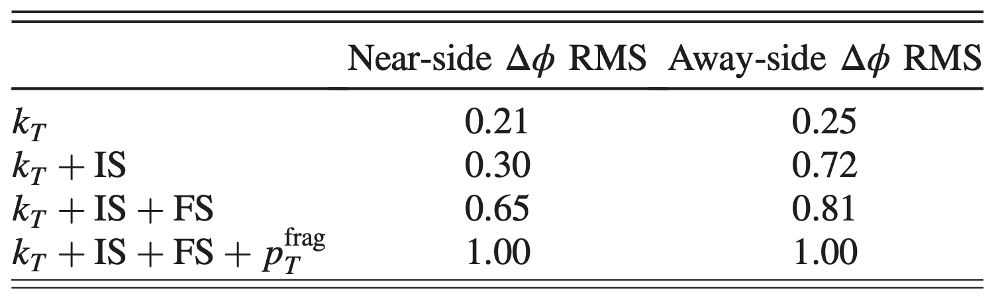 Near-side Δϕ RMS Away-side Δϕ RMS
k_T 0.21 0.25
k_T + IS 0.30 0.72
k_T + IS + FS 0.65 0.81
k_T + IS + FS + p_T^frag 1.00 1.00